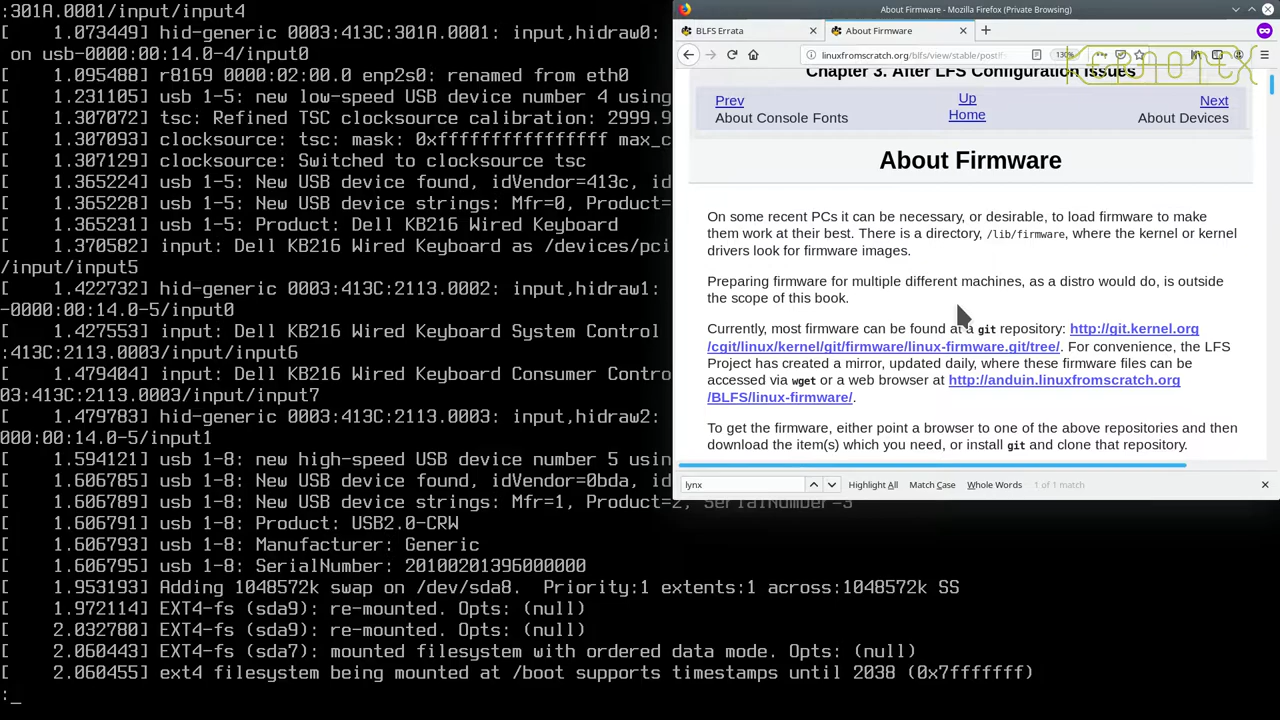 :301A.0001/input/input4
[    1.073449] hid-generic 0003:413C:301A.0001: input,hidraw0:
 on usb-0000:00:14.0-4/input0
[    1.095488] r8169 0000:02:00.0 enp2s0: renamed from eth0
[    1.231105] usb 1-5: new low-speed USB device number 4 using
[    1.307072] tsc: Refined TSC clocksource calibration: 2999.9
[    1.307093] clocksource: tsc: mask: 0xffffffffffffffff max_c
[    1.307129] clocksource: Switched to clocksource tsc
[    1.365224] usb 1-5: New USB device found, idVendor=413c, id
[    1.365228] usb 1-5: New USB device strings: Mfr=0, Product=
[    1.365229] usb 1-5: Product: Dell KB216 Wired Keyboard
[    1.370582] input: Dell KB216 Wired Keyboard as /devices/pci
/input/input5
[    1.422732] hid-generic 0003:413C:2113.0002: input,hidraw1:
-0000:00:14.0-5/input0
[    1.427553] input: Dell KB216 Wired Keyboard System Control
:413C:2113.0003/input/input6
[    1.479404] input: Dell KB216 Wired Keyboard Consumer Contro
03:413C:2113.0003/input/input7
[    1.479783] hid-generic 0003:413C:2113.0003: input,hidraw2:
000:00:14.0-5/input1
[    1.594121] usb 1-8: new high-speed USB device number 5 usin
[    1.606785] usb 1-8: New USB device found, idVendor=0bda, id
[    1.606789] usb 1-8: New USB device strings: Mfr=1, Product=2, SerialNumber=3
[    1.606791] usb 1-8: Product: USB2.0-CRW
[    1.606793] usb 1-8: Manufacturer: Generic
[    1.606795] usb 1-8: SerialNumber: 20100201396000000
[    1.953193] Adding 1048572k swap on /dev/sda8.  Priority:1 extents:1 across:1048572k SS
[    1.972114] EXT4-fs (sda9): re-mounted. Opts: (null)
[    2.032780] EXT4-fs (sda9): re-mounted. Opts: (null)
[    2.060443] EXT4-fs (sda7): mounted filesystem with ordered data mode. Opts: (null)
[    2.060455] ext4 filesystem being mounted at /boot supports timestamps until 2038 (0x7fffffff)
:_
About Firmware - Mozilla Firefox (Private Browsing)
BLFS Errata
About Firmware
linuxfromscratch.org/blfs/view/stable/postlf
130%
KERNOTEX
Chapter 3. After LFS Configuration Issues
Prev Up Next
About Console Fonts Home About Devices
About Firmware
On some recent PCs it can be necessary, or desirable, to load firmware to make
them work at their best. There is a directory, /lib/firmware, where the kernel or kernel
drivers look for firmware images.
Preparing firmware for multiple different machines, as a distro would do, is outside
the scope of this book.
Currently, most firmware can be found at a git repository: http://git.kernel.org
/cgit/linux/kernel/git/firmware/linux-firmware.git/tree/. For convenience, the LFS
Project has created a mirror, updated daily, where these firmware files can be
accessed via wget or a web browser at http://anduin.linuxfromscratch.org
/BLFS/linux-firmware/.
To get the firmware, either point a browser to one of the above repositories and then
download the item(s) which you need, or install git and clone that repository.
lynx
Highlight All Match Case Whole Words 1 of 1 match